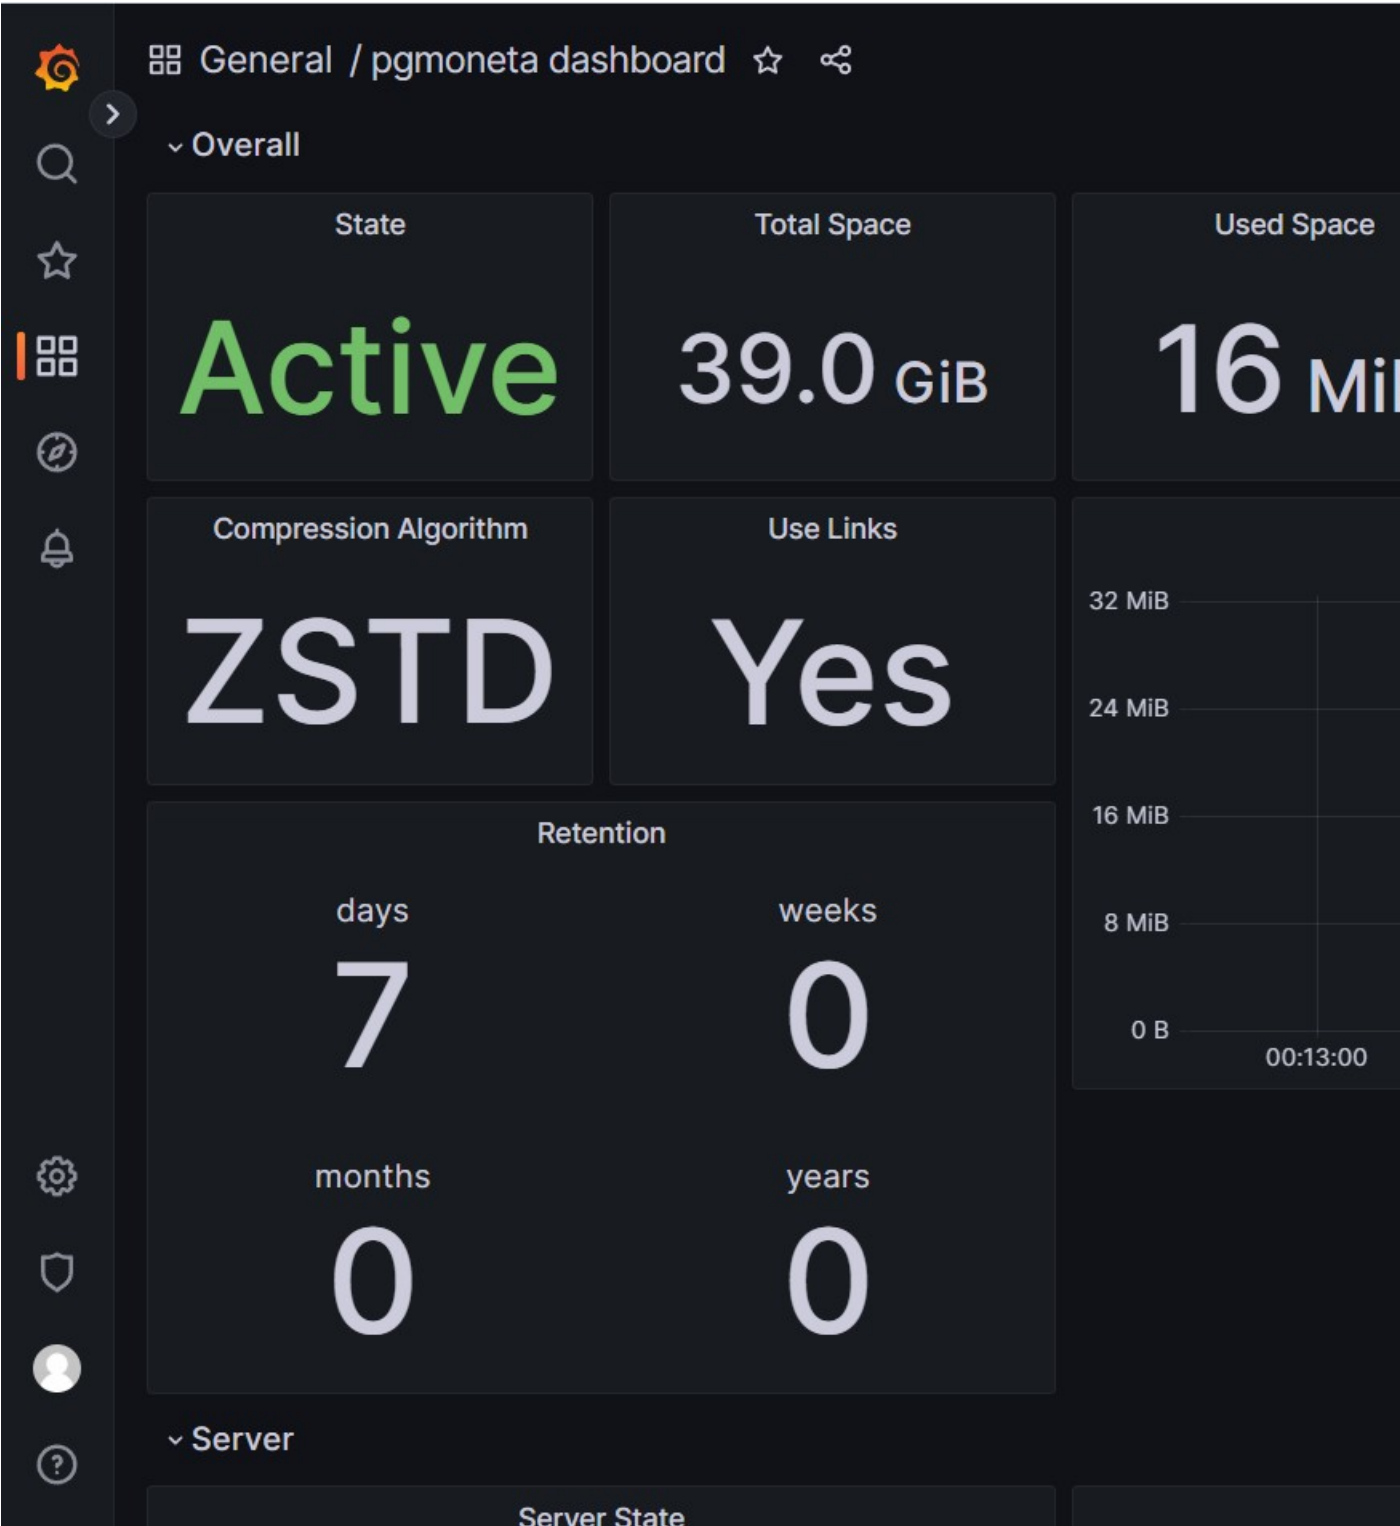 General / pgmoneta dashboard
Overall
State
Active
Total Space
39.0 GiB
Used Space
16
Compression Algorithm
ZSTD
Use Links
Yes
32 MiB
24 MiB
16 MiB
8 MiB
0 B
00:13:00
Retention
days
7
weeks
0
months
0
years
0
Server
Server State